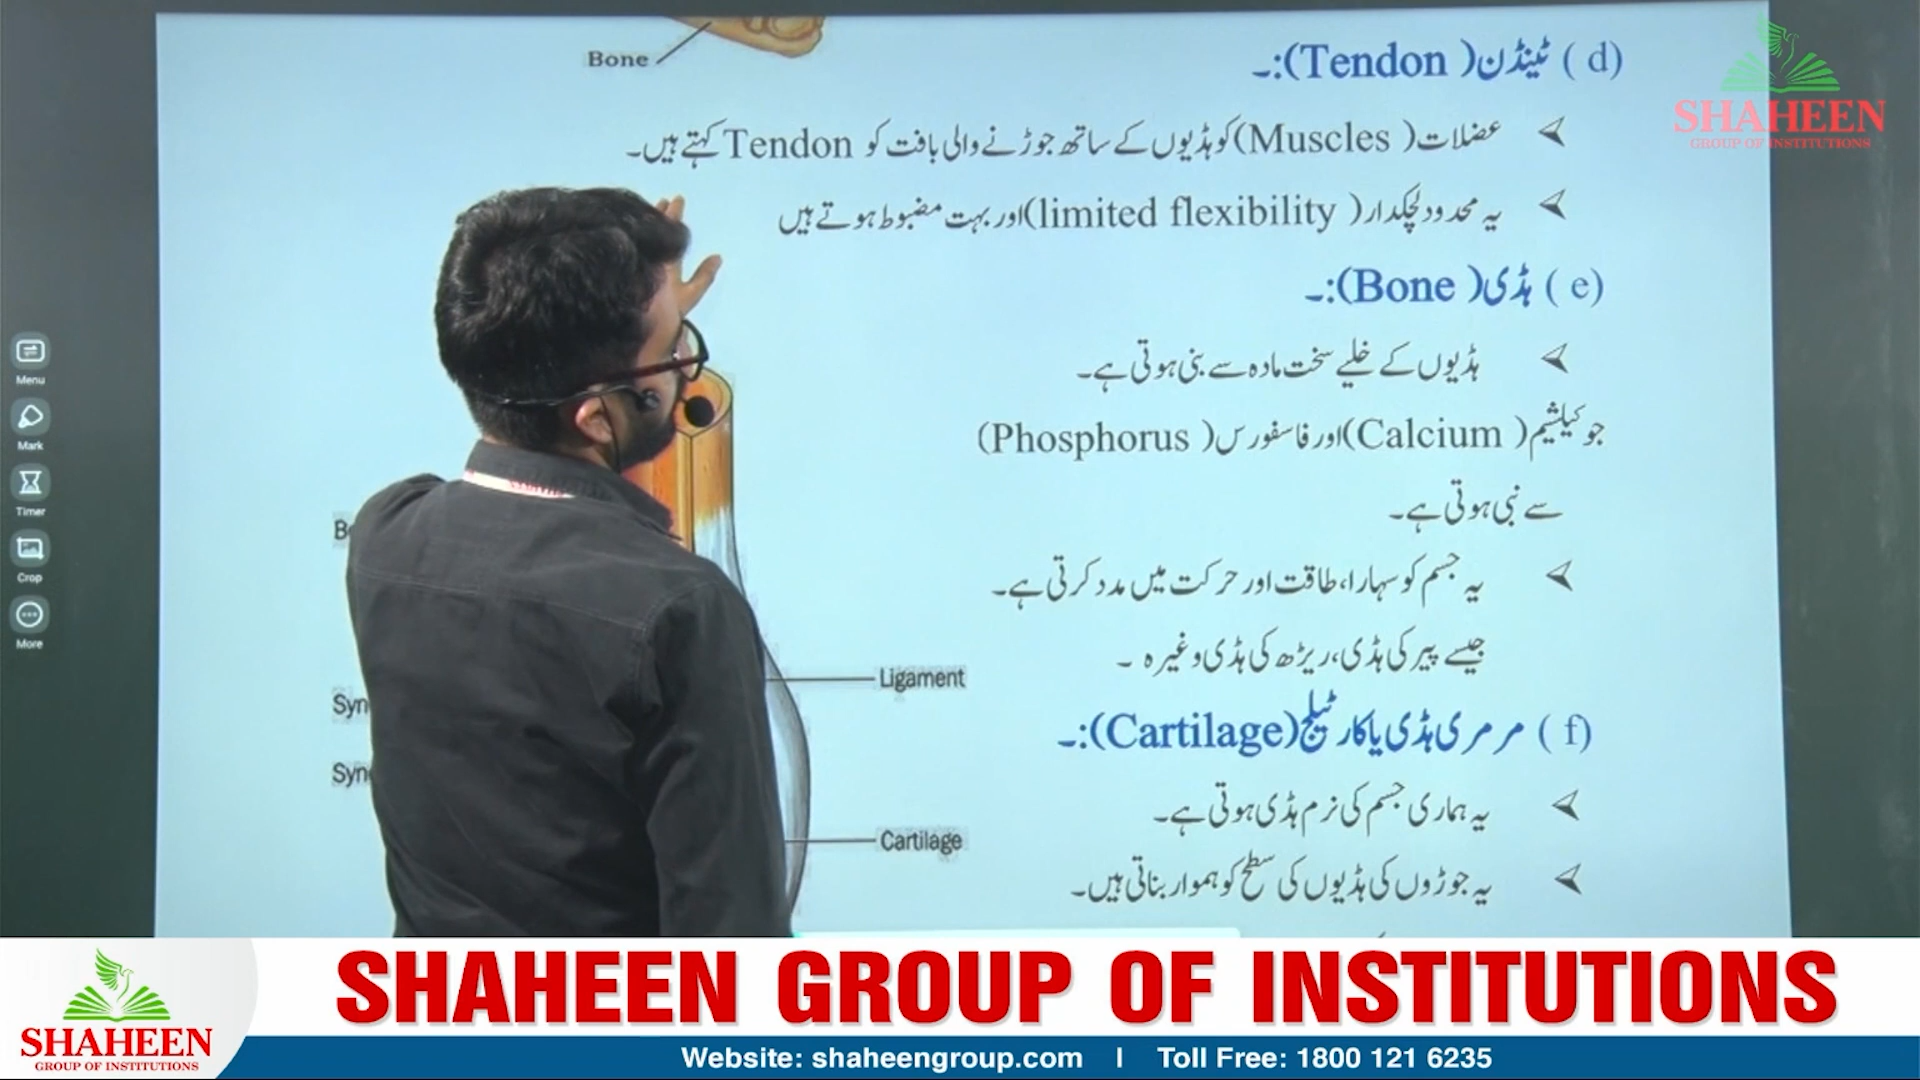 Bone
(d) ٹینڈن (Tendon):۔
عضلات (Muscles) کو ہڈیوں کے ساتھ جوڑنے والی بافت کو Tendon کہتے ہیں۔
یہ محدود لچکدار (limited flexibility) اور بہت مضبوط ہوتے ہیں
(e) ہڈی (Bone):۔
ہڈیوں کے خلیے سخت مادہ سے بنی ہوتی ہے۔
جو کیلشیم (Calcium) اور فاسفورس (Phosphorus)
سے نبی ہوتی ہے۔
یہ جسم کو سہارا، طاقت اور حرکت میں مدد کرتی ہے۔
جیسے پیر کی ہڈی، ریڑھ کی ہڈی وغیرہ ۔
(f) مرمری ہڈی یا کارٹیلج (Cartilage):۔
یہ ہماری جسم کی نرم ہڈی ہوتی ہے۔
یہ جوڑوں کی ہڈیوں کی سطح کو ہموار بناتی ہیں۔
Ligament
Cartilage
Syn
Syn
Menu
Mark
Timer
Crop
More
SHAHEEN
GROUP OF INSTITUTIONS
SHAHEEN
GROUP OF INSTITUTIONS
SHAHEEN GROUP OF INSTITUTIONS
Website: shaheengroup.com | Toll Free: 1800 121 6235